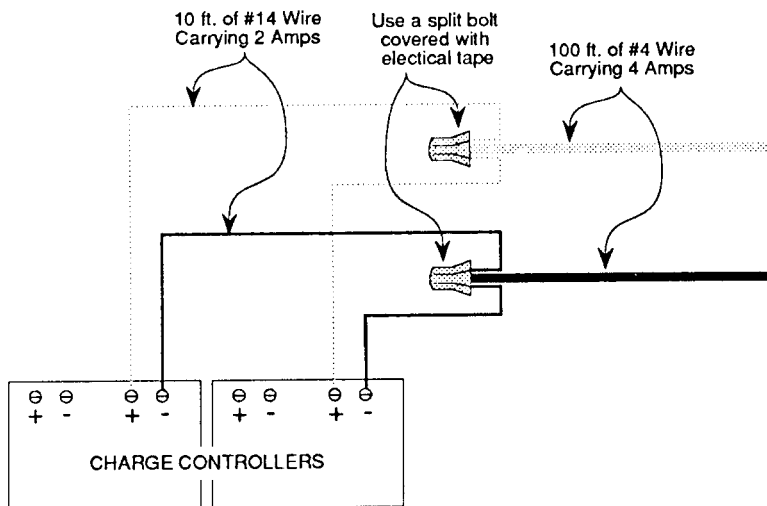 10 ft. of #14 Wire
Carrying 2 Amps
Use a split bolt
covered with
electical tape
100 ft. of #4 Wire
Carrying 4 Amps
+ - + - + - + -
CHARGE CONTROLLERS